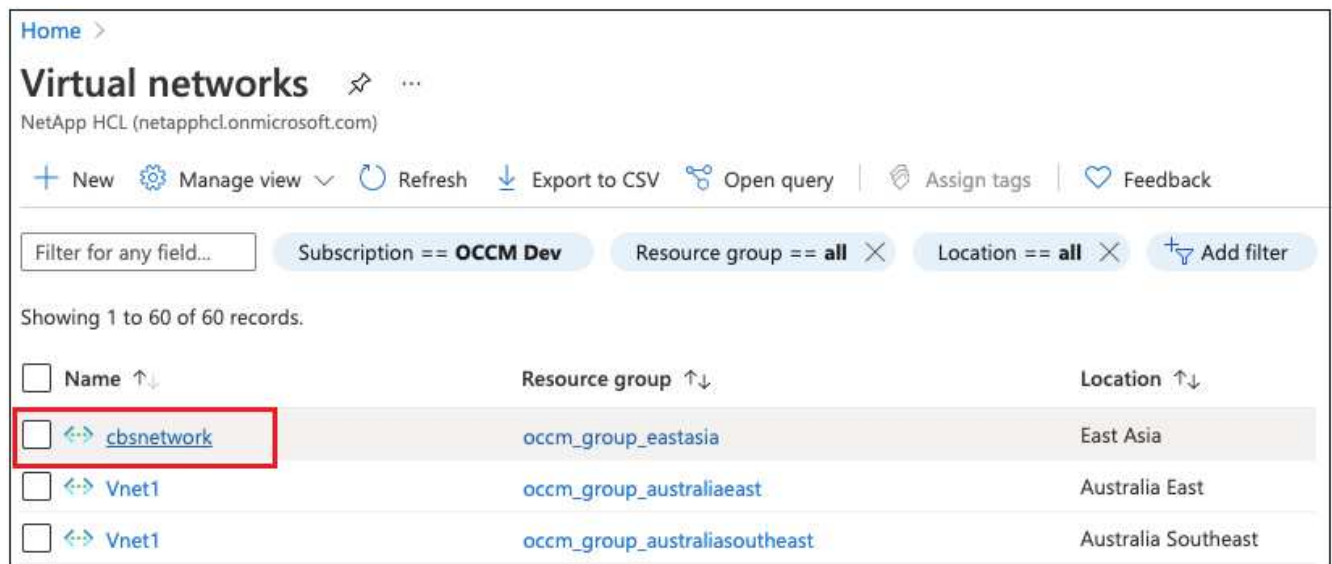 Home >
Virtual networks ...
NetApp HCL (netapphcl.onmicrosoft.com)
New Manage view Refresh Export to CSV Open query Assign tags Feedback
Filter for any field... Subscription == OCCM Dev Resource group == all Location == all Add filter
Showing 1 to 60 of 60 records.
Name Resource group Location
cbsnetwork occm_group_eastasia East Asia
Vnet1 occm_group_australiaeast Australia East
Vnet1 occm_group_australiasoutheast Australia Southeast